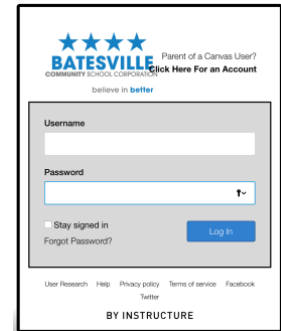 Parent of a Canvas User?
BATESVILLE
Click Here For an Account
COMMUNITY SCHOOL CORPORATION
believe in better
Username
Password
Stay signed in
Log In
Forgot Password?
User Research Help Privacy policy Terms of service Facebook
Twitter
BY INSTRUCTURE